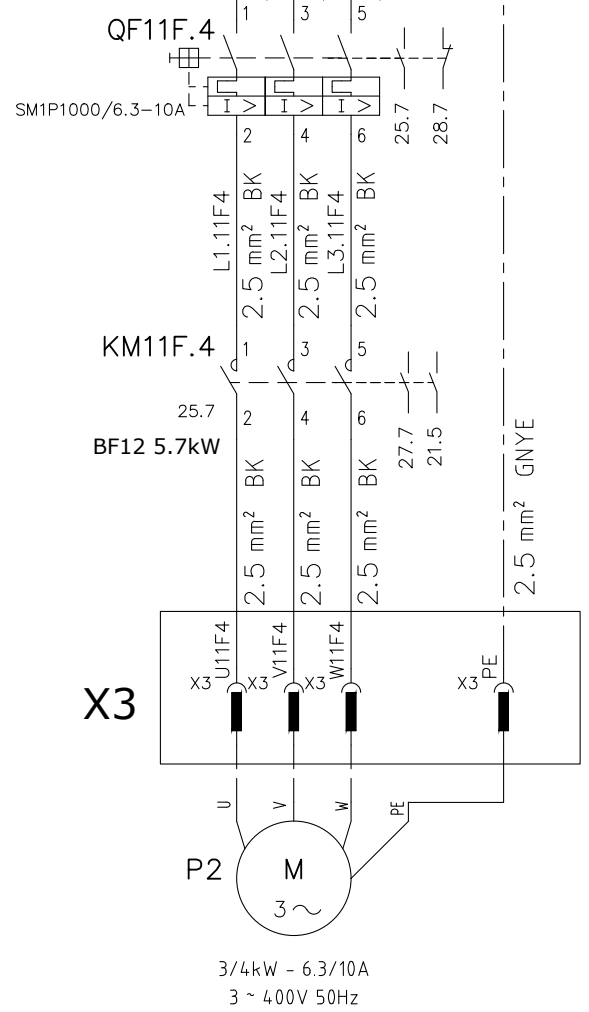 1 3 5
QF11F.4
I > I > I >
SM1P1000/6.3-10A
25.7 28.7
2 4 6
L1.11F4 BK L2.11F4 BK L3.11F4 BK
2.5 mm² 2.5 mm² 2.5 mm²
KM11F.4
1 3 5
25.7
2 4 6
BF12 5.7kW
27.7 21.5
BK BK BK
2.5 mm² 2.5 mm² 2.5 mm²
2.5 mm² GNYE
U11F4 V11F4 W11F4 PE
X3 X3 X3 X3
X3
U V W PE
P2
M
3~
3/4kW - 6.3/10A
3 ~ 400V 50Hz